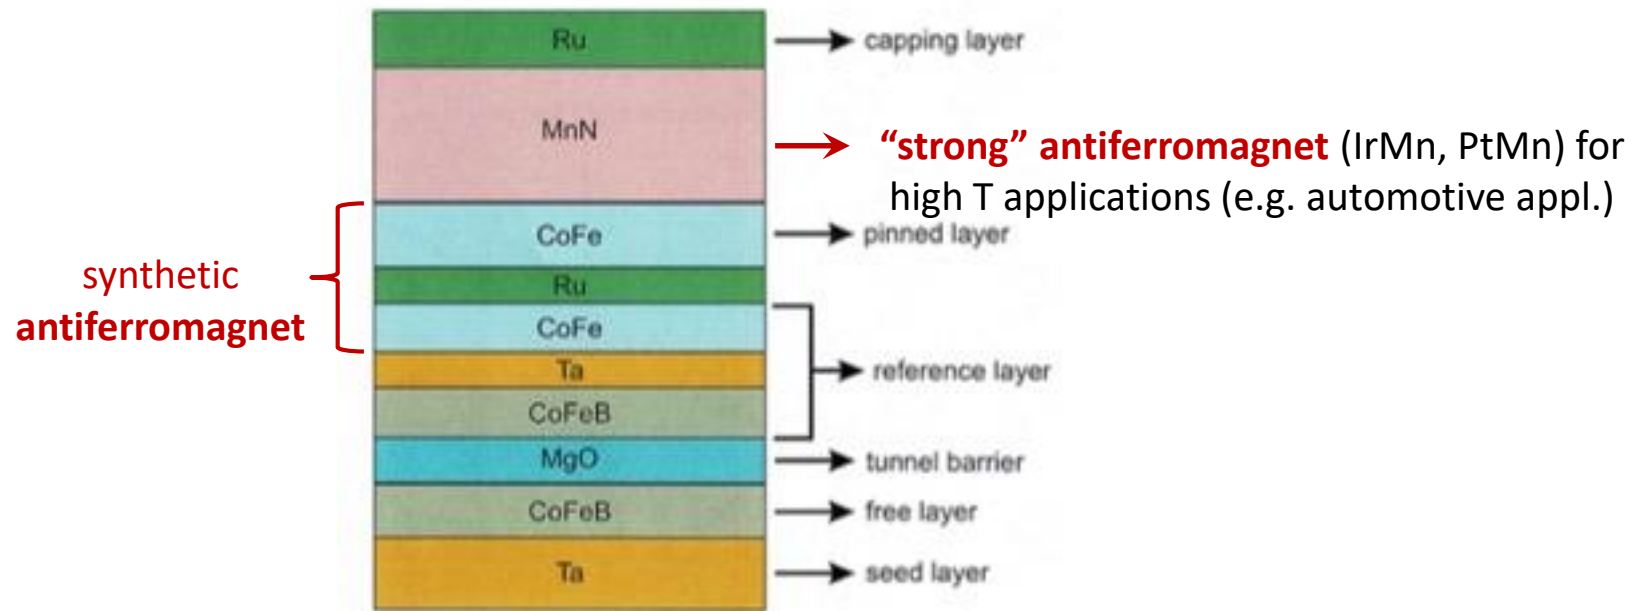 Ru
capping layer
MnN
“strong” antiferromagnet (IrMn, PtMn) for
high T applications (e.g. automotive appl.)
CoFe
pinned layer
synthetic
antiferromagnet
Ru
CoFe
Ta
reference layer
CoFeB
MgO
tunnel barrier
CoFeB
free layer
Ta
seed layer